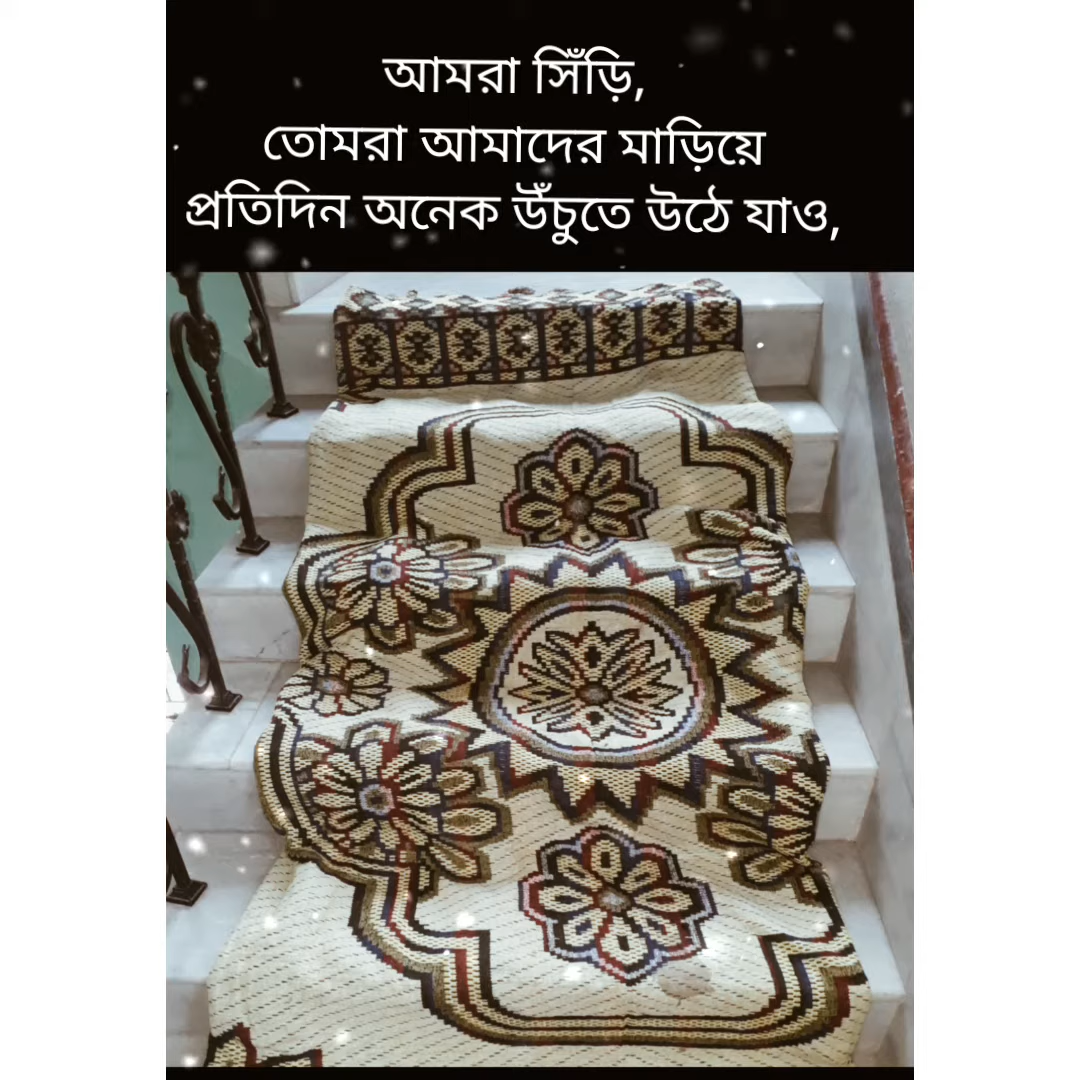 আমরা সিঁড়ি,
তোমরা আমাদের মাড়িয়ে
প্রতিদিন অনেক উঁচুতে উঠে যাও,